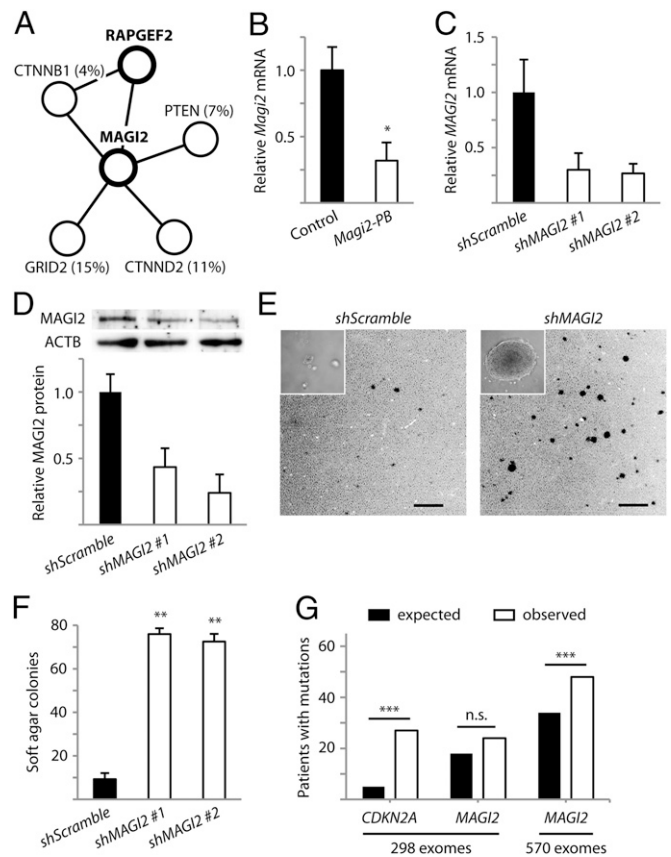 A
RAPGEF2
CTNNB1 (4%)
PTEN (7%)
MAGI2
GRID2 (15%)
CTNND2 (11%)
B
Relative Magi2 mRNA
1.0
0.5
*
Control
Magi2-PB
C
Relative MAGI2 mRNA
1.5
1.0
0.5
shScramble
shMAGI2 #1
shMAGI2 #2
D
MAGI2
ACTB
Relative MAGI2 protein
1.0
0.5
shScramble
shMAGI2 #1
shMAGI2 #2
E
shScramble
shMAGI2
F
Soft agar colonies
80
60
40
20
**
**
shScramble
shMAGI2 #1
shMAGI2 #2
G
expected
observed
Patients with mutations
60
40
20
***
n.s.
***
CDKN2A
MAGI2
MAGI2
298 exomes
570 exomes